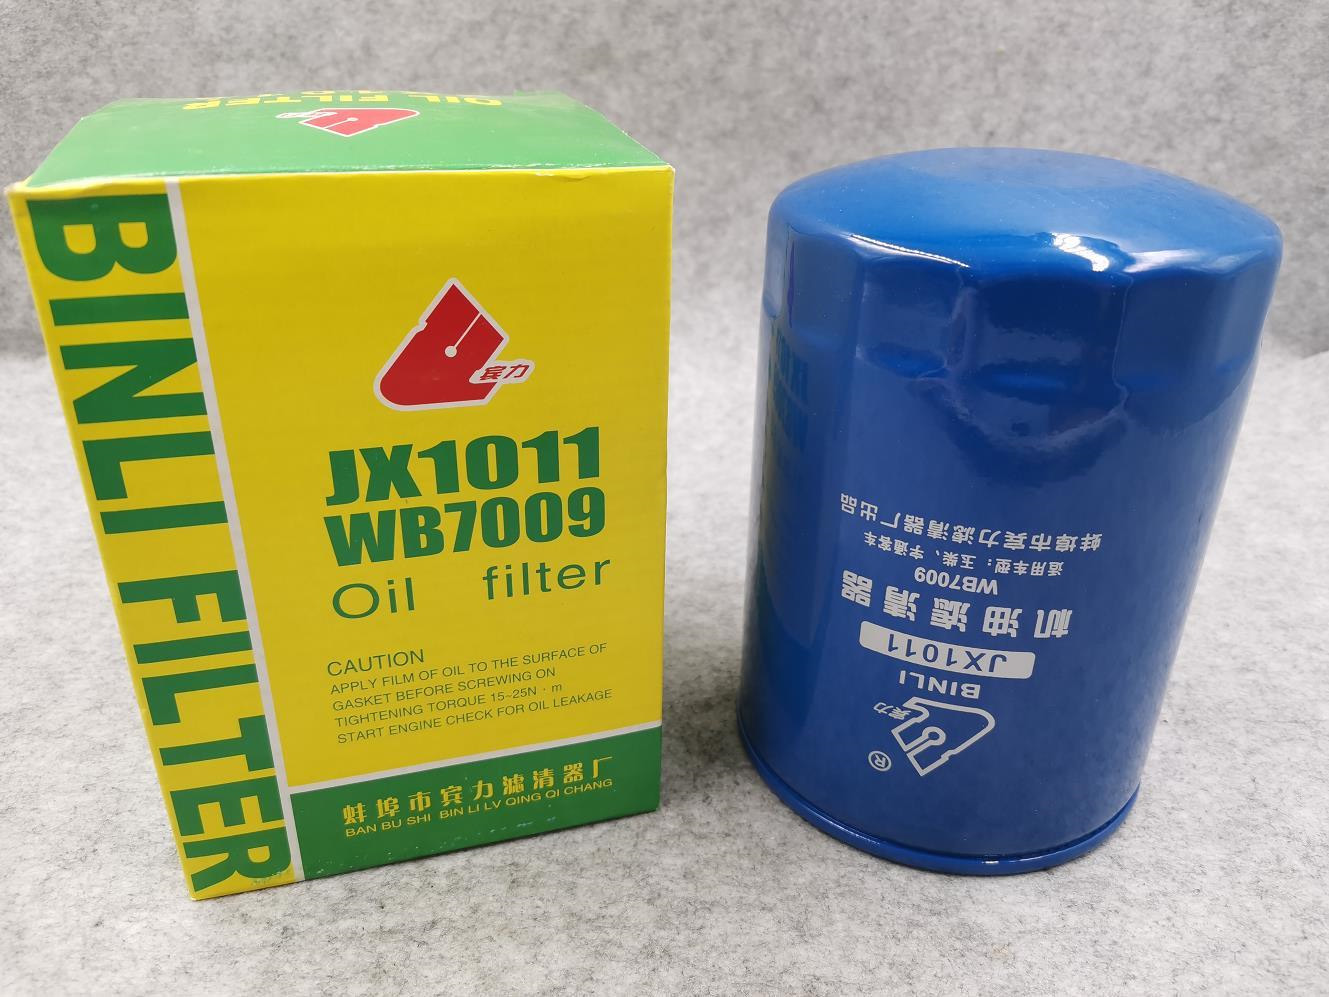 OIL FILTER
BINLI FILTER
宾力
JX1011
WB7009
Oil filter
CAUTION
APPLY FILM OF OIL TO THE SURFACE OF
GASKET BEFORE SCREWING ON
TIGHTENING TORQUE 15~25N·m
START ENGINE CHECK FOR OIL LEAKAGE
蚌埠市宾力滤清器厂
BAN BU SHI BIN LI LV QING QI CHANG
®
宾力
BINLI
JX1011
机油滤清器
WB7009
适用车型：玉柴、宇通客车
蚌埠市宾力滤清器厂出品